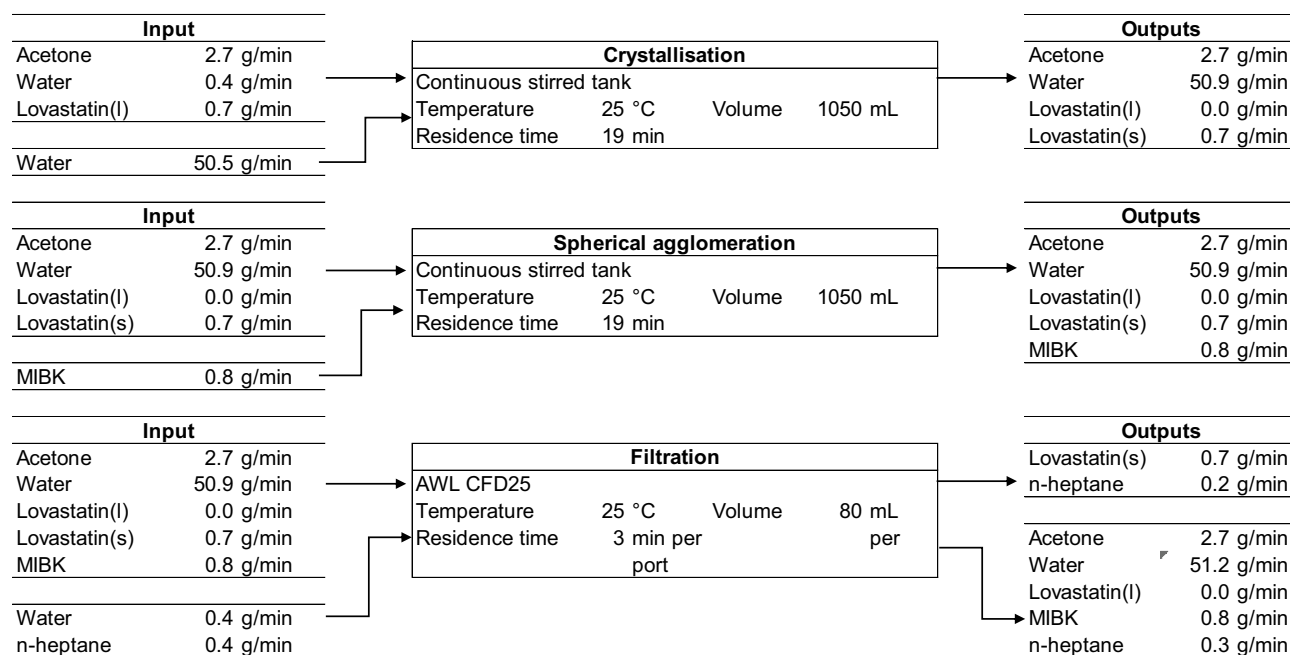 Input
Acetone 2.7 g/min
Water 0.4 g/min
Lovastatin(l) 0.7 g/min
Water 50.5 g/min
Crystallisation
Continuous stirred tank
Temperature 25 °C Volume 1050 mL
Residence time 19 min
Outputs
Acetone 2.7 g/min
Water 50.9 g/min
Lovastatin(l) 0.0 g/min
Lovastatin(s) 0.7 g/min
Input
Acetone 2.7 g/min
Water 50.9 g/min
Lovastatin(l) 0.0 g/min
Lovastatin(s) 0.7 g/min
MIBK 0.8 g/min
Spherical agglomeration
Continuous stirred tank
Temperature 25 °C Volume 1050 mL
Residence time 19 min
Outputs
Acetone 2.7 g/min
Water 50.9 g/min
Lovastatin(l) 0.0 g/min
Lovastatin(s) 0.7 g/min
MIBK 0.8 g/min
Input
Acetone 2.7 g/min
Water 50.9 g/min
Lovastatin(l) 0.0 g/min
Lovastatin(s) 0.7 g/min
MIBK 0.8 g/min
Water 0.4 g/min
n-heptane 0.4 g/min
Filtration
AWL CFD25
Temperature 25 °C Volume 80 mL
Residence time 3 min per per
port
Outputs
Lovastatin(s) 0.7 g/min
n-heptane 0.2 g/min
Acetone 2.7 g/min
Water 51.2 g/min
Lovastatin(l) 0.0 g/min
MIBK 0.8 g/min
n-heptane 0.3 g/min